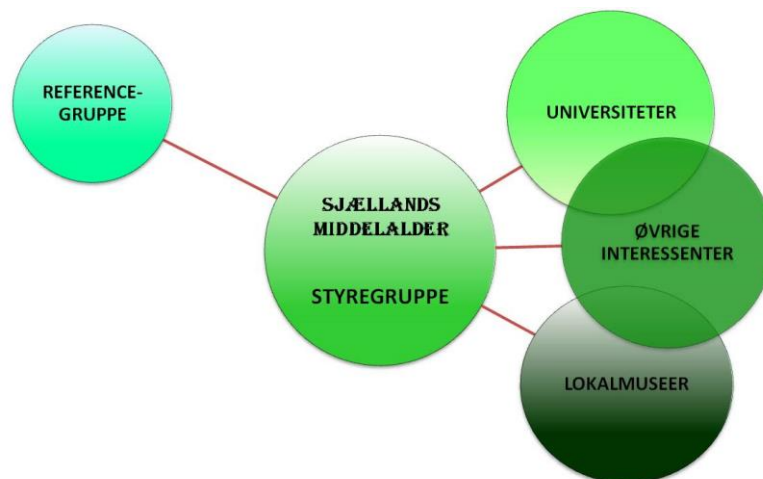 REFERENCE-
GRUPPE
SJÆLLANDS
MIDDELALDER
STYREGRUPPE
UNIVERSITETER
ØVRIGE
INTERESSENTER
LOKALMUSEER